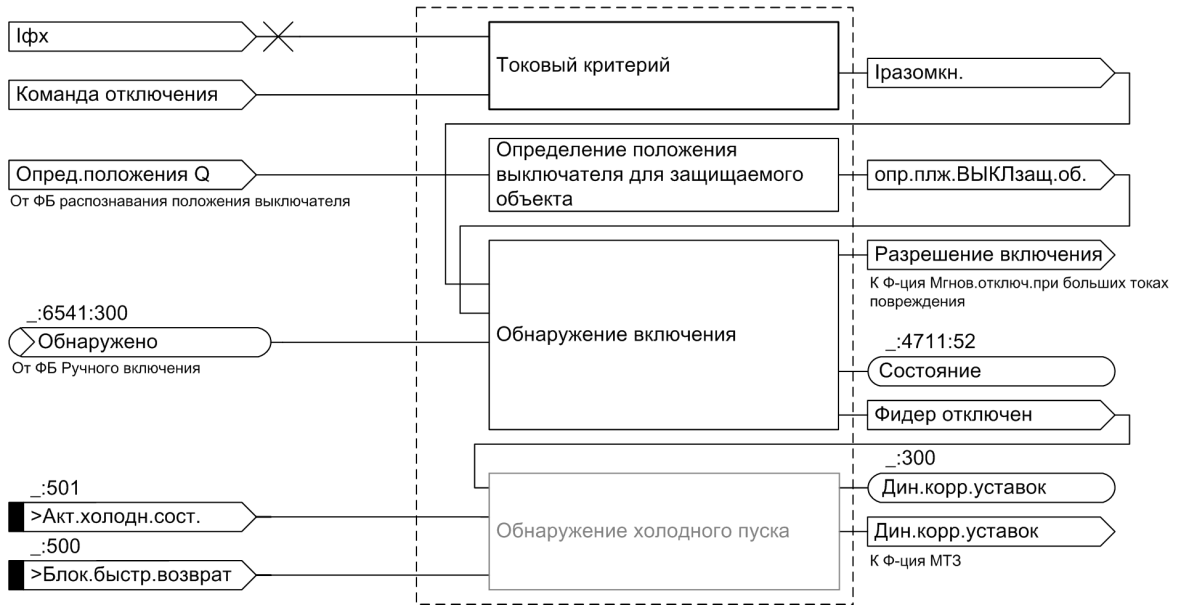 Iфх
Токовый критерий
Iразомкн.
Команда отключения
Опред.положения Q
От ФБ распознавания положения выключателя
Определение положения
выключателя для защищаемого
объекта
опр.плж.ВЫКЛзащ.об.
Разрешение включения
К Ф-ция Мгнов.отключ.при больших токах
повреждения
_:6541:300
Обнаружено
От ФБ Ручного включения
Обнаружение включения
_:4711:52
Состояние
Фидер отключен
_:300
Дин.корр.уставок
_:501
>Акт.холодн.сост.
Обнаружение холодного пуска
Дин.корр.уставок
К Ф-ция МТЗ
_:500
>Блок.быстр.возврат